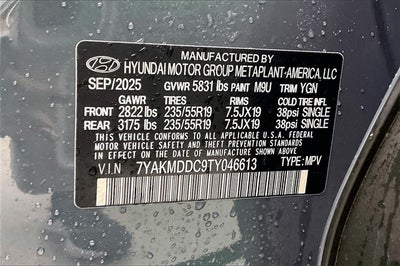 MANUFACTURED BY
HYUNDAI MOTOR GROUP METAPLANT-AMERICA, LLC
SEP/2025 GVWR 5831 lbs PAINT M9U TRIM YGN
GAWR TIRES RIMS COLD TIRE INFL
FRONT 2822 lbs 235/55R19 7.5JX19 38psi SINGLE
REAR 3175 lbs 235/55R19 7.5JX19 38psi SINGLE
THIS VEHICLE CONFORMS TO ALL APPLICABLE U.S.A. FEDERAL MOTOR
VEHICLE SAFETY STANDARDS IN EFFECT ON THE DATE OF MANUFACTURE SHOWN ABOVE.
V.I.N 7YAKMDDC9TY046613 TYPE: MPV